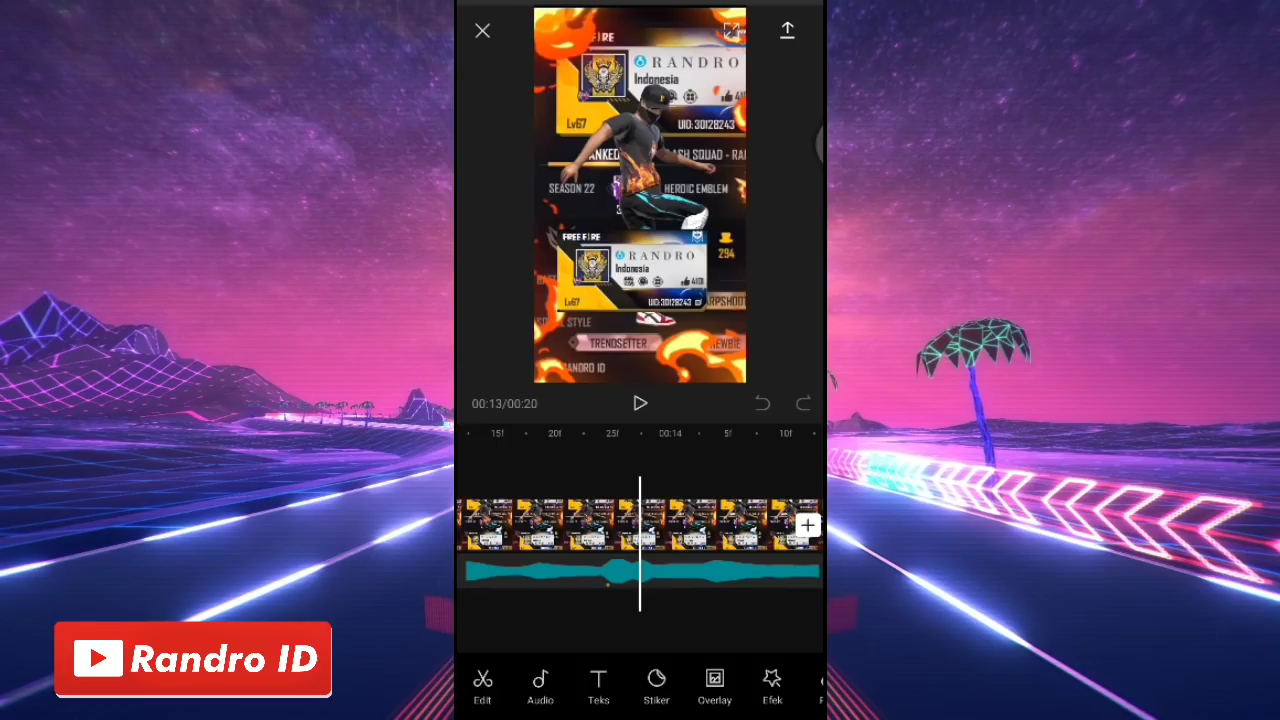 FIRE
RANDRO
Indonesia
Lv67
UID:30128243
SEASON 22
HEROIC EMBLEM
FREE FIRE
RANDRO
Indonesia
294
Lv67
UID:30128243
STYLE
TRENDSETTER
NEWBIE
RANDRO ID
00:13/00:20
15f
20f
25f
00:14
5f
10f
Randro ID
Edit
Audio
Teks
Stiker
Overlay
Efek